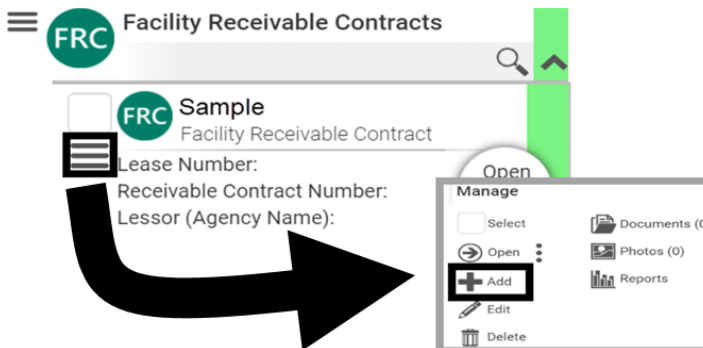 FRC Facility Receivable Contracts
FRC Sample
Facility Receivable Contract
Lease Number:
Receivable Contract Number:
Lessor (Agency Name):
Open
Manage
Select
Documents (0
Open
Photos (0)
Add
Reports
Edit
Delete